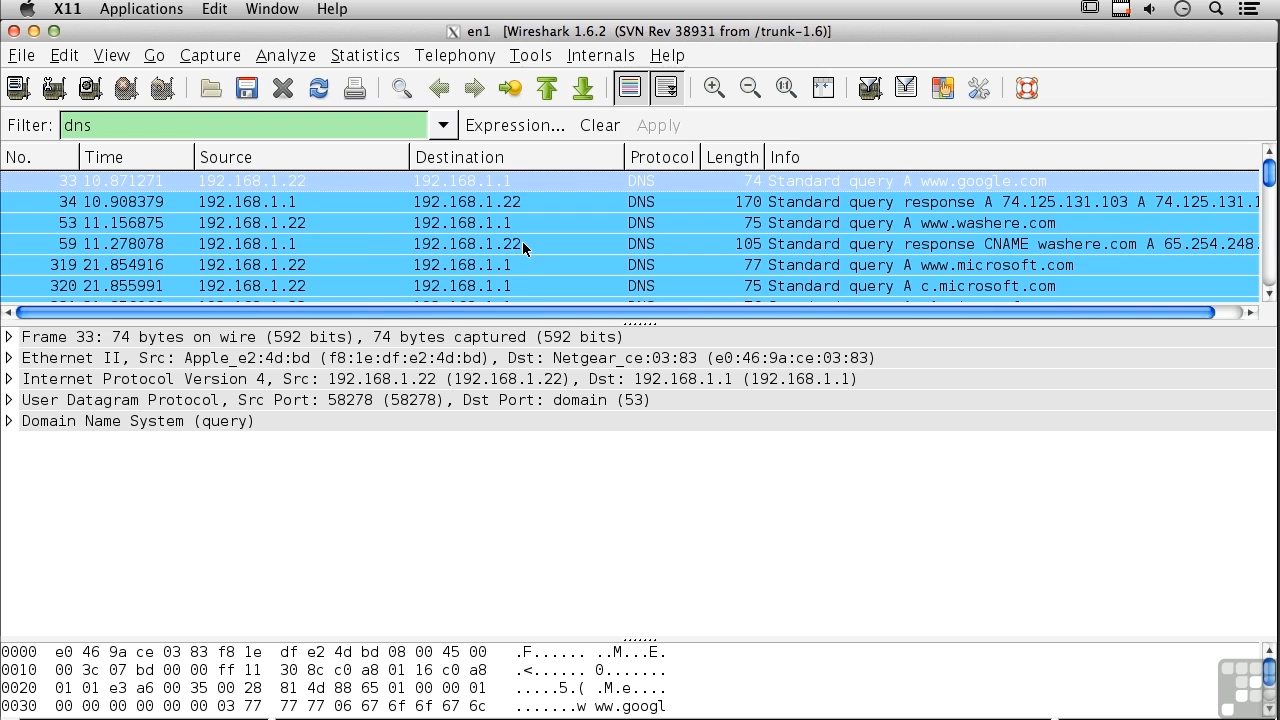 X11 Applications Edit Window Help
en1 [Wireshark 1.6.2 (SVN Rev 38931 from /trunk-1.6)]
File Edit View Go Capture Analyze Statistics Telephony Tools Internals Help
Filter: dns Expression... Clear Apply
No. Time Source Destination Protocol Length Info
33 10.871271 192.168.1.22 192.168.1.1 DNS 74 Standard query A www.google.com
34 10.908379 192.168.1.1 192.168.1.22 DNS 170 Standard query response A 74.125.131.103 A 74.125.131.1
53 11.156875 192.168.1.22 192.168.1.1 DNS 75 Standard query A www.washere.com
59 11.278078 192.168.1.1 192.168.1.22 DNS 105 Standard query response CNAME washere.com A 65.254.248.
319 21.854916 192.168.1.22 192.168.1.1 DNS 77 Standard query A www.microsoft.com
320 21.855991 192.168.1.22 192.168.1.1 DNS 75 Standard query A c.microsoft.com
Frame 33: 74 bytes on wire (592 bits), 74 bytes captured (592 bits)
Ethernet II, Src: Apple_e2:4d:bd (f8:1e:df:e2:4d:bd), Dst: Netgear_ce:03:83 (e0:46:9a:ce:03:83)
Internet Protocol Version 4, Src: 192.168.1.22 (192.168.1.22), Dst: 192.168.1.1 (192.168.1.1)
User Datagram Protocol, Src Port: 58278 (58278), Dst Port: domain (53)
Domain Name System (query)
0000 e0 46 9a ce 03 83 f8 1e df e2 4d bd 08 00 45 00 .F...... ..M...E.
0010 00 3c 07 bd 00 00 ff 11 30 8c c0 a8 01 16 c0 a8 .<...... 0.......
0020 01 01 e3 a6 00 35 00 28 81 4d 88 65 01 00 00 01 .....5.( .M.e....
0030 00 00 00 00 00 00 03 77 77 77 06 67 6f 6f 67 6c .......w ww.googl